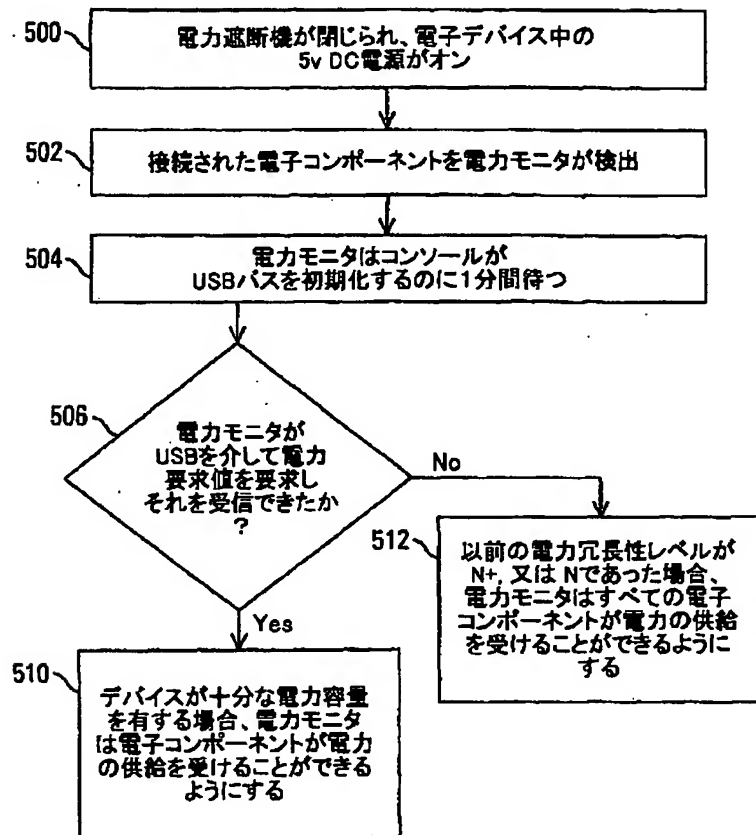 500
電力遮断機が閉じられ、電子デバイス中の
5v DC電源がオン
502
接続された電子コンポーネントを電力モニタが検出
504
電力モニタはコンソールが
USBバスを初期化するのに1分間待つ
506
電力モニタが
USBを介して電力
要求値を要求し
それを受信できたか
?
No
512
以前の電力冗長性レベルが
N+, 又は Nであった場合、
電力モニタはすべての電子
コンポーネントが電力の供給
を受けることができるように
する
Yes
510
デバイスが十分な電力容量
を有する場合、電力モニタ
は電子コンポーネントが電力
の供給を受けることができる
ようにする